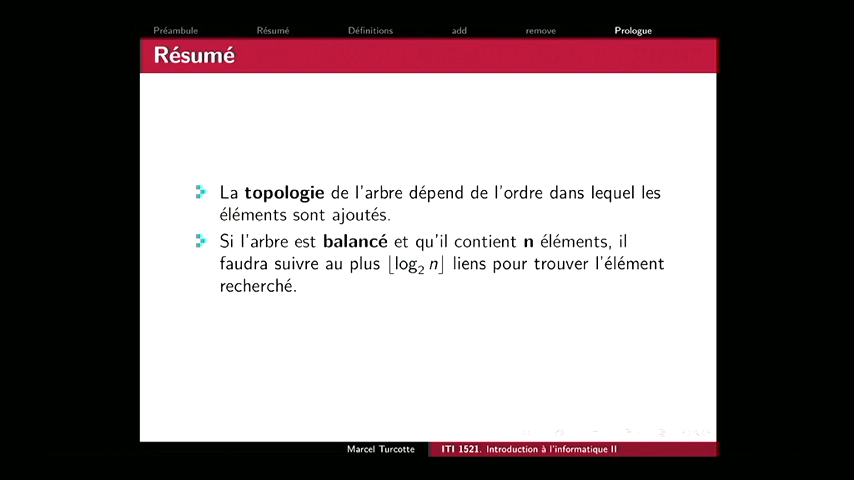 Préambule Résumé Définitions add remove Prologue
Résumé
La topologie de l'arbre dépend de l'ordre dans lequel les
éléments sont ajoutés.
Si l'arbre est balancé et qu'il contient n éléments, il
faudra suivre au plus ⌊log₂ n⌋ liens pour trouver l'élément
recherché.
Marcel Turcotte ITI 1521. Introduction à l'informatique II